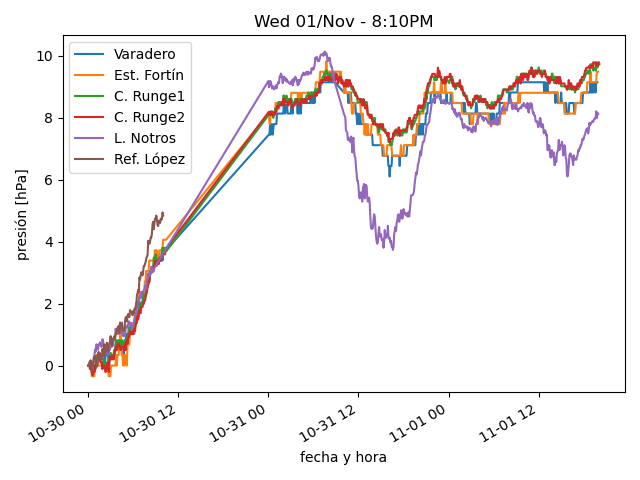 Wed 01/Nov - 8:10PM
Varadero
Est. Fortín
C. Runge1
C. Runge2
L. Notros
Ref. López
presión [hPa]
10
8
6
4
2
0
10-30 00
10-30 12
10-31 00
10-31 12
11-01 00
11-01 12
fecha y hora